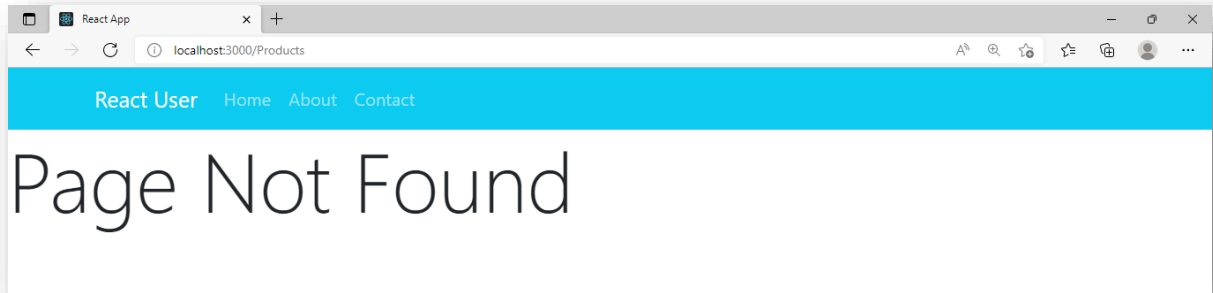 React App
localhost:3000/Products
React User Home About Contact
Page Not Found